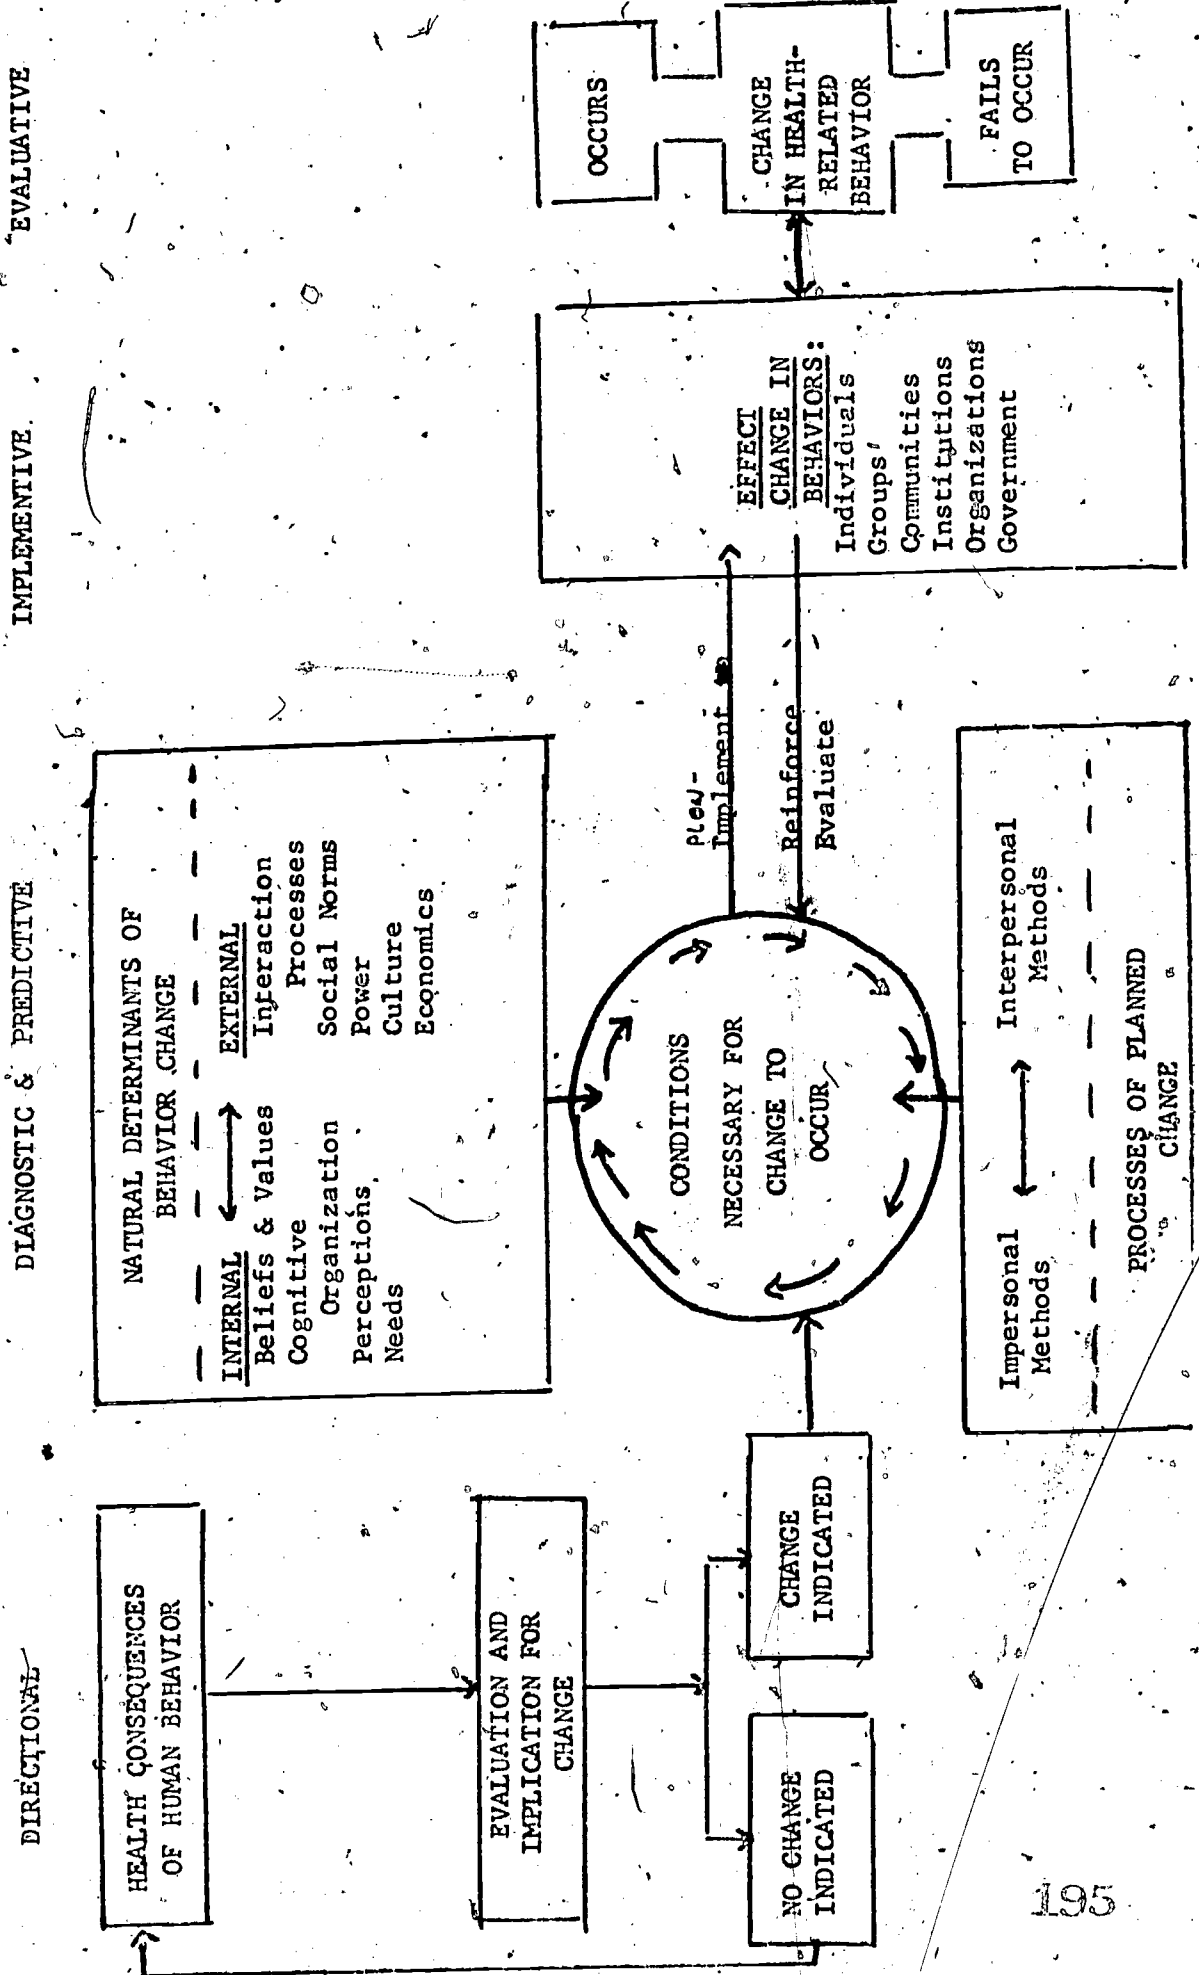 DIRECTIONAL
DIAGNOSTIC & PREDICTIVE
IMPLEMENTIVE
EVALUATIVE
HEALTH CONSEQUENCES
OF HUMAN BEHAVIOR
EVALUATION AND
IMPLICATION FOR
CHANGE
NO CHANGE
INDICATED
CHANGE
INDICATED
NATURAL DETERMINANTS OF
BEHAVIOR CHANGE
INTERNAL
Beliefs & Values
Cognitive
Organization
Perceptions
Needs
EXTERNAL
Interaction
Processes
Social Norms
Power
Culture
Economics
CONDITIONS
NECESSARY FOR
CHANGE TO
OCCUR
Impersonal
Methods
Interpersonal
Methods
PROCESSES OF PLANNED
CHANGE
Plan-
Implement
Reinforce
Evaluate
EFFECT
CHANGE IN
BEHAVIORS:
Individuals
Groups
Communities
Institutions
Organizations
Government
OCCURS
CHANGE
IN HEALTH-
RELATED
BEHAVIOR
FAILS
TO OCCUR
195